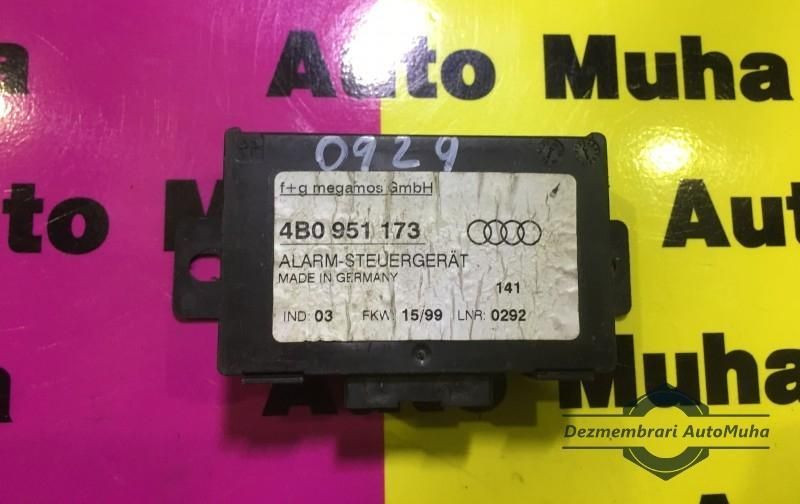 Auto Muha
0929
f+g megamos GmbH
4B0 951 173
ALARM-STEUERGERÄT
MADE IN GERMANY
141
IND: 03 FKW: 15/99 LNR: 0292
Muha
Auto Muha
Dezmembrari AutoMuha